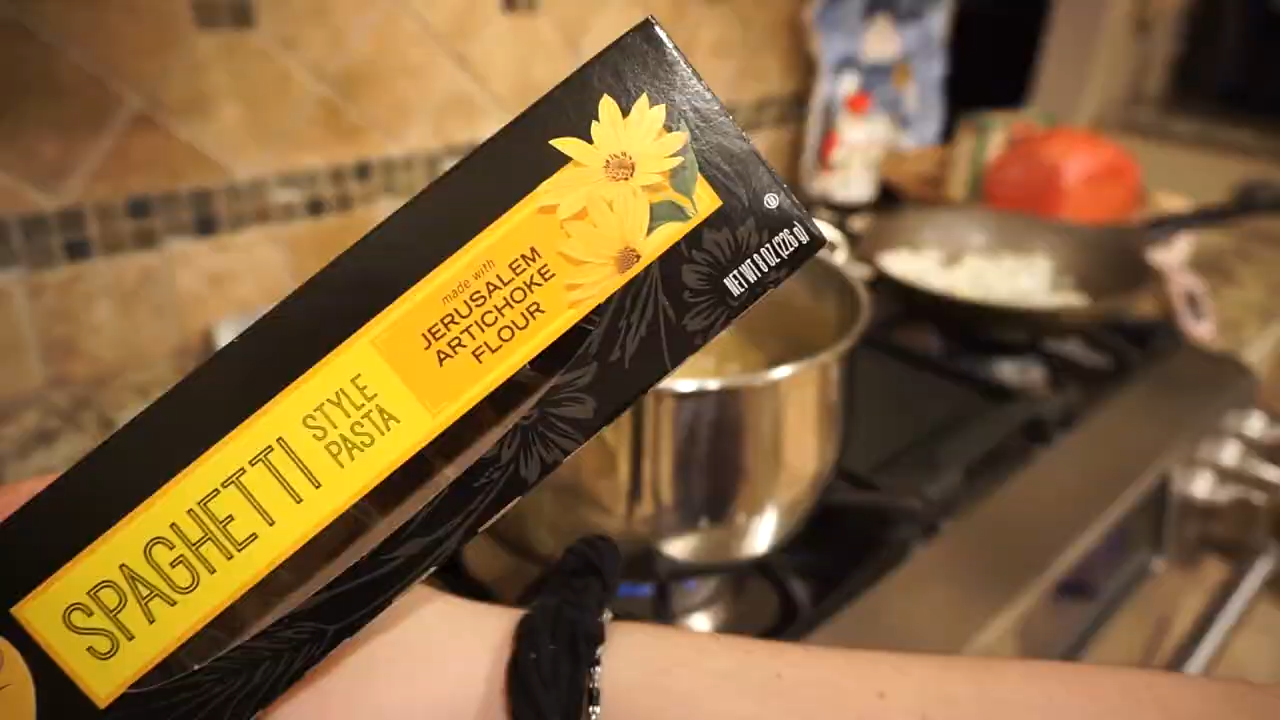 SPAGHETTI
STYLE
PASTA
made with
JERUSALEM
ARTICHOKE
FLOUR
U
NET WT 8 OZ (226 g)